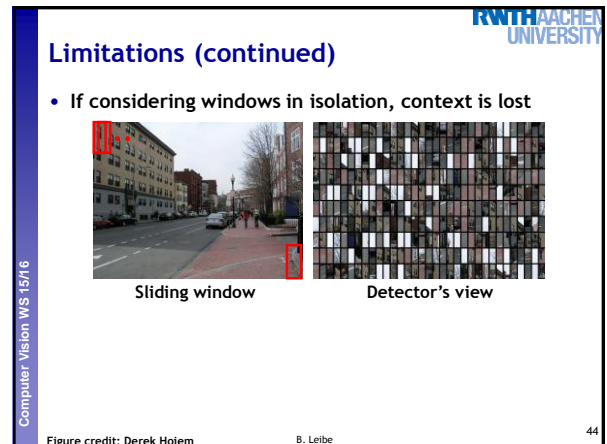 RWTHAACHEN
UNIVERSITY
Limitations (continued)
• If considering windows in isolation, context is lost
Sliding window
Detector's view
Computer Vision WS 15/16
Figure credit: Derek Hoiem
B. Leibe
44